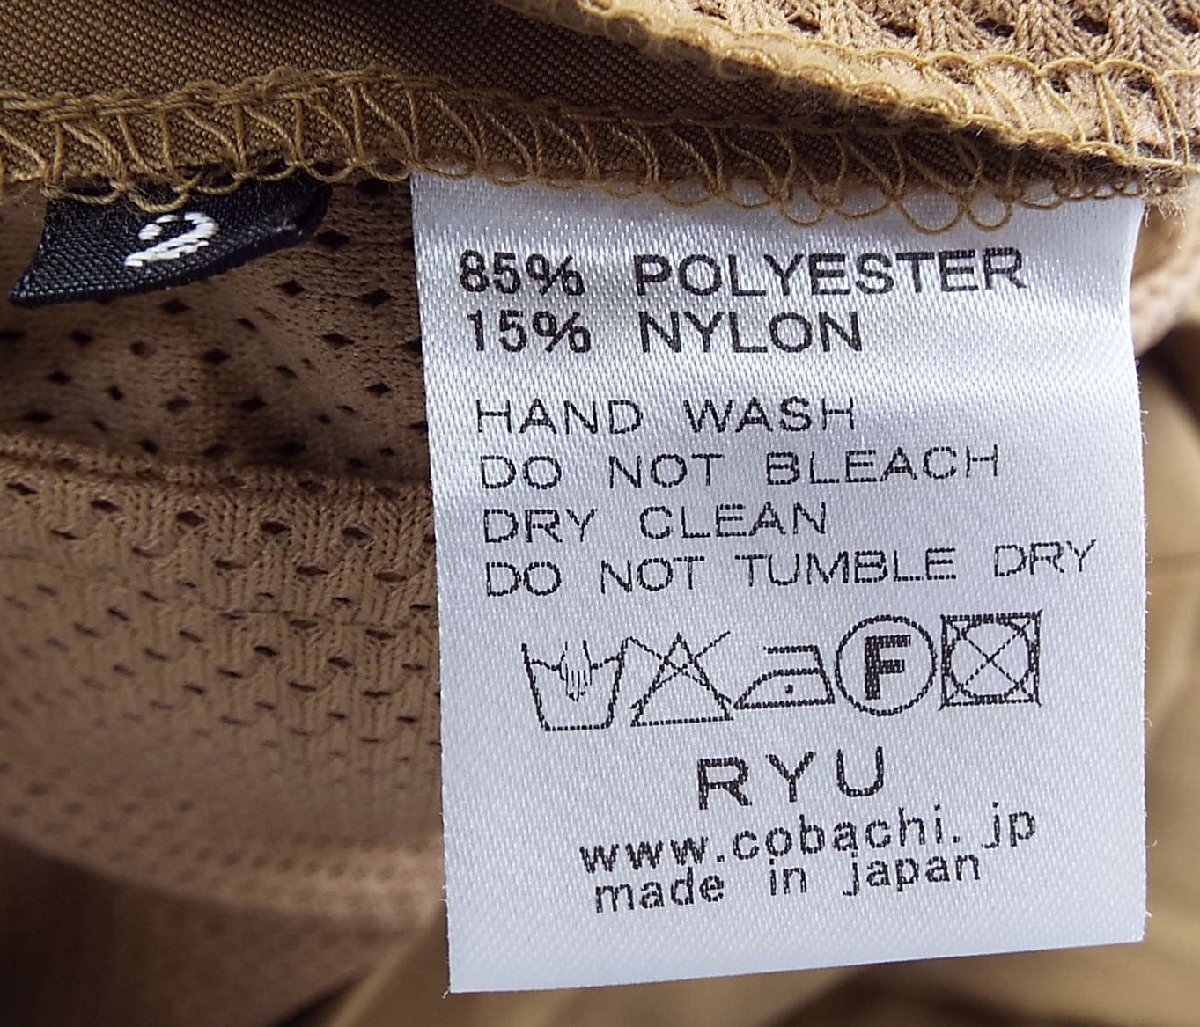 2
85% POLYESTER
15% NYLON
HAND WASH
DO NOT BLEACH
DRY CLEAN
DO NOT TUMBLE DRY
F
RYU
www.cobachi.jp
made in japan